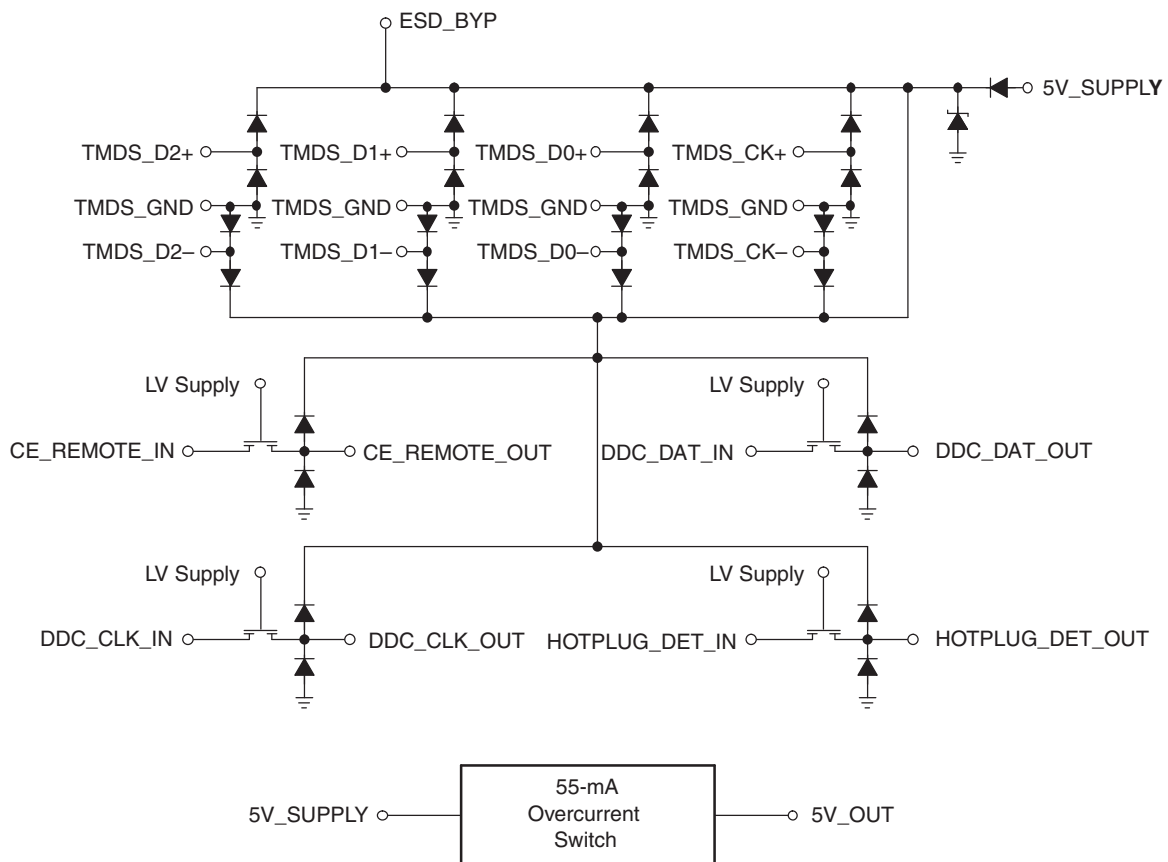 ESD_BYP
5V_SUPPLY
TMDS_D2+
TMDS_D1+
TMDS_D0+
TMDS_CK+
TMDS_GND
TMDS_GND
TMDS_GND
TMDS_GND
TMDS_D2–
TMDS_D1–
TMDS_D0–
TMDS_CK–
LV Supply
LV Supply
CE_REMOTE_IN
CE_REMOTE_OUT
DDC_DAT_IN
DDC_DAT_OUT
LV Supply
LV Supply
DDC_CLK_IN
DDC_CLK_OUT
HOTPLUG_DET_IN
HOTPLUG_DET_OUT
5V_SUPPLY
55-mA
Overcurrent
Switch
5V_OUT